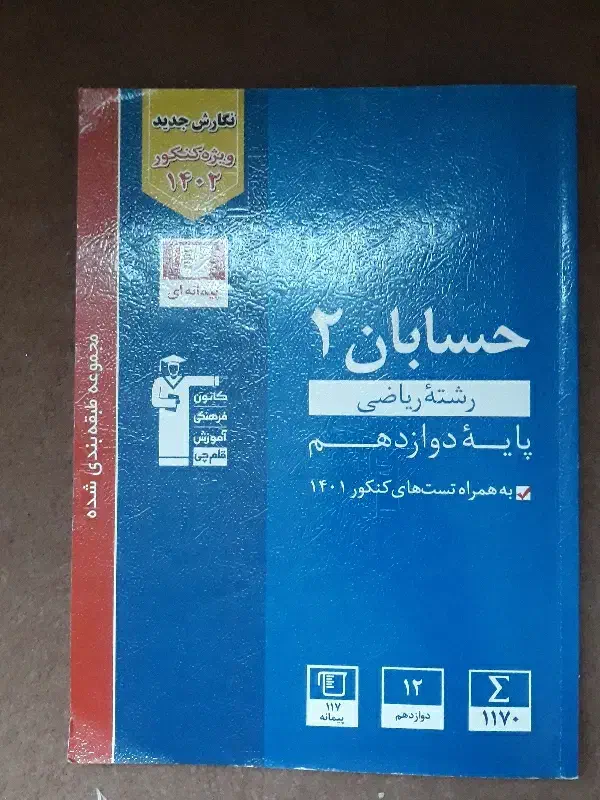 نگارش جدید
ویژه کنکور
۱۴۰۲
پیمانه‌ای
حسابان ۲
رشتهٔ ریاضی
پایهٔ دوازدهم
به همراه تست‌های کنکور ۱۴۰۱
کانون
فرهنگی
آموزش
قلم‌چی
مجموعه طبقه‌بندی شده
Σ
۱۱۷۰
۱۲
دوازدهم
۱۱۷
پیمانه